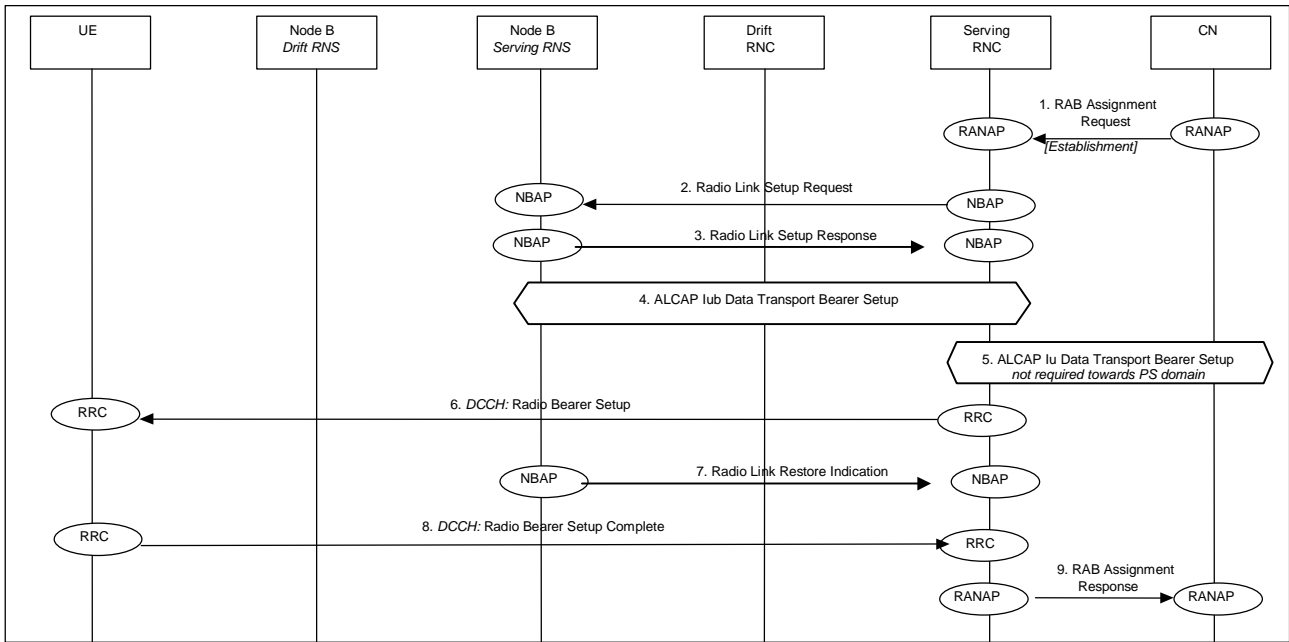 UE
Node B
Drift RNS
Node B
Serving RNS
Drift
RNC
Serving
RNC
CN
1. RAB Assignment
Request
[Establishment]
RANAP
RANAP
2. Radio Link Setup Request
NBAP
NBAP
3. Radio Link Setup Response
NBAP
NBAP
4. ALCAP Iub Data Transport Bearer Setup
5. ALCAP Iu Data Transport Bearer Setup
not required towards PS domain
6. DCCH: Radio Bearer Setup
RRC
RRC
7. Radio Link Restore Indication
NBAP
NBAP
8. DCCH: Radio Bearer Setup Complete
RRC
RRC
9. RAB Assignment
Response
RANAP
RANAP